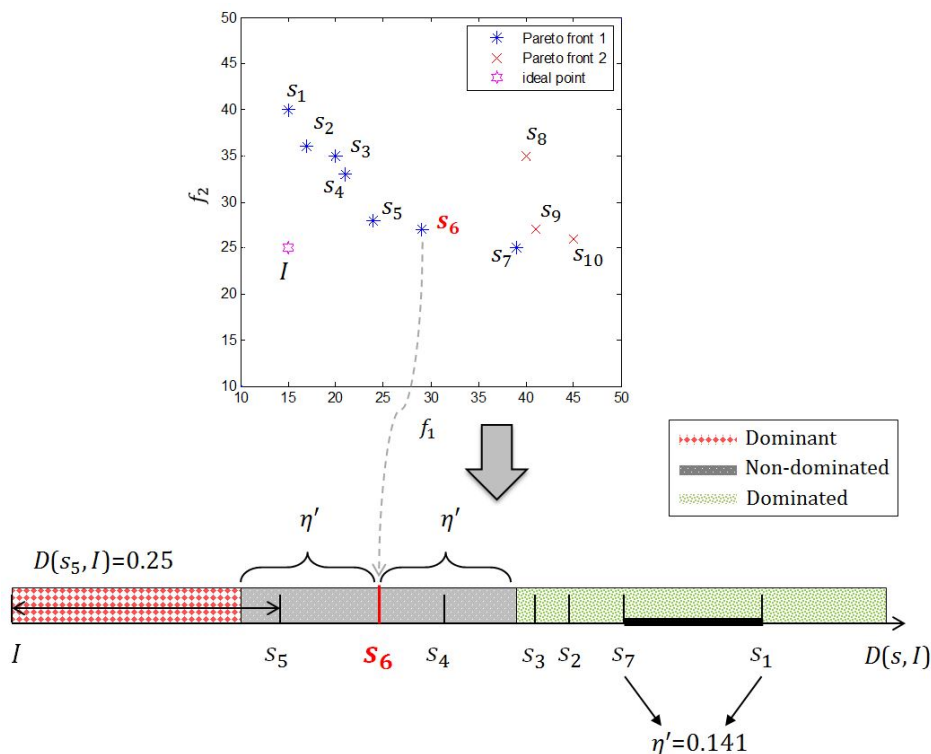 50
45
40
35
30
25
20
15
10
f2
10 15 20 25 30 35 40 45 50
f1
Pareto front 1
Pareto front 2
ideal point
s1
s2
s3
s4
s5
s6
s7
s8
s9
s10
I
Dominant
Non-dominated
Dominated
η′ η′
D(s5, I)=0.25
I s5 s6 s4 s3 s2 s7 s1 D(s, I)
η′=0.141